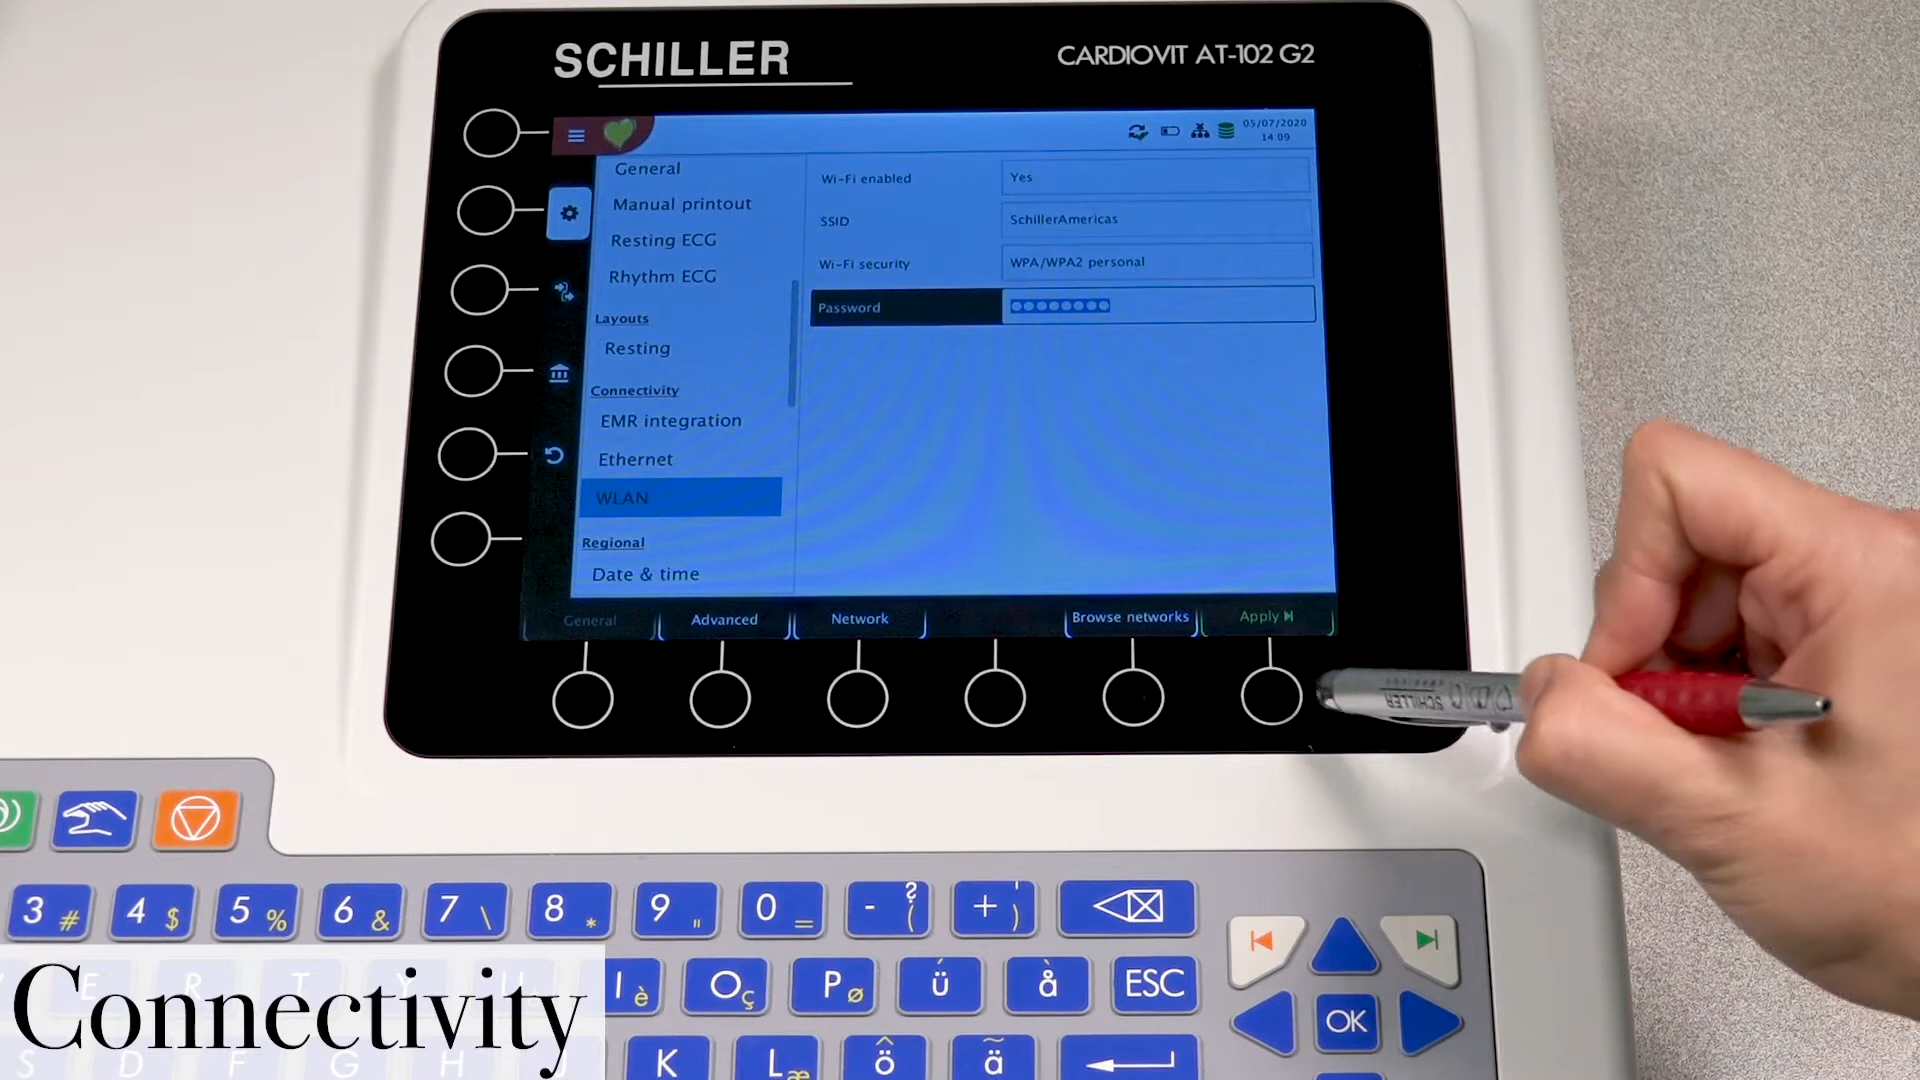 SCHILLER
CARDIOVIT AT-102 G2
05/07/2020
14:09
General
Manual printout
Resting ECG
Rhythm ECG
Layouts
Resting
Connectivity
EMR integration
Ethernet
WLAN
Regional
Date & time
Wi-Fi enabled Yes
SSID SchillerAmericas
Wi-Fi security WPA/WPA2 personal
Password
General Advanced Network Browse networks Apply
SCHILLER
3 # 4 $ 5 % 6 & 7 \ 8 * 9 " 0 = - ? ( + ' )
E R T Y U I è O ç P ø ü å ESC
OK
S D F G H J K L æ ö ä
Connectivity